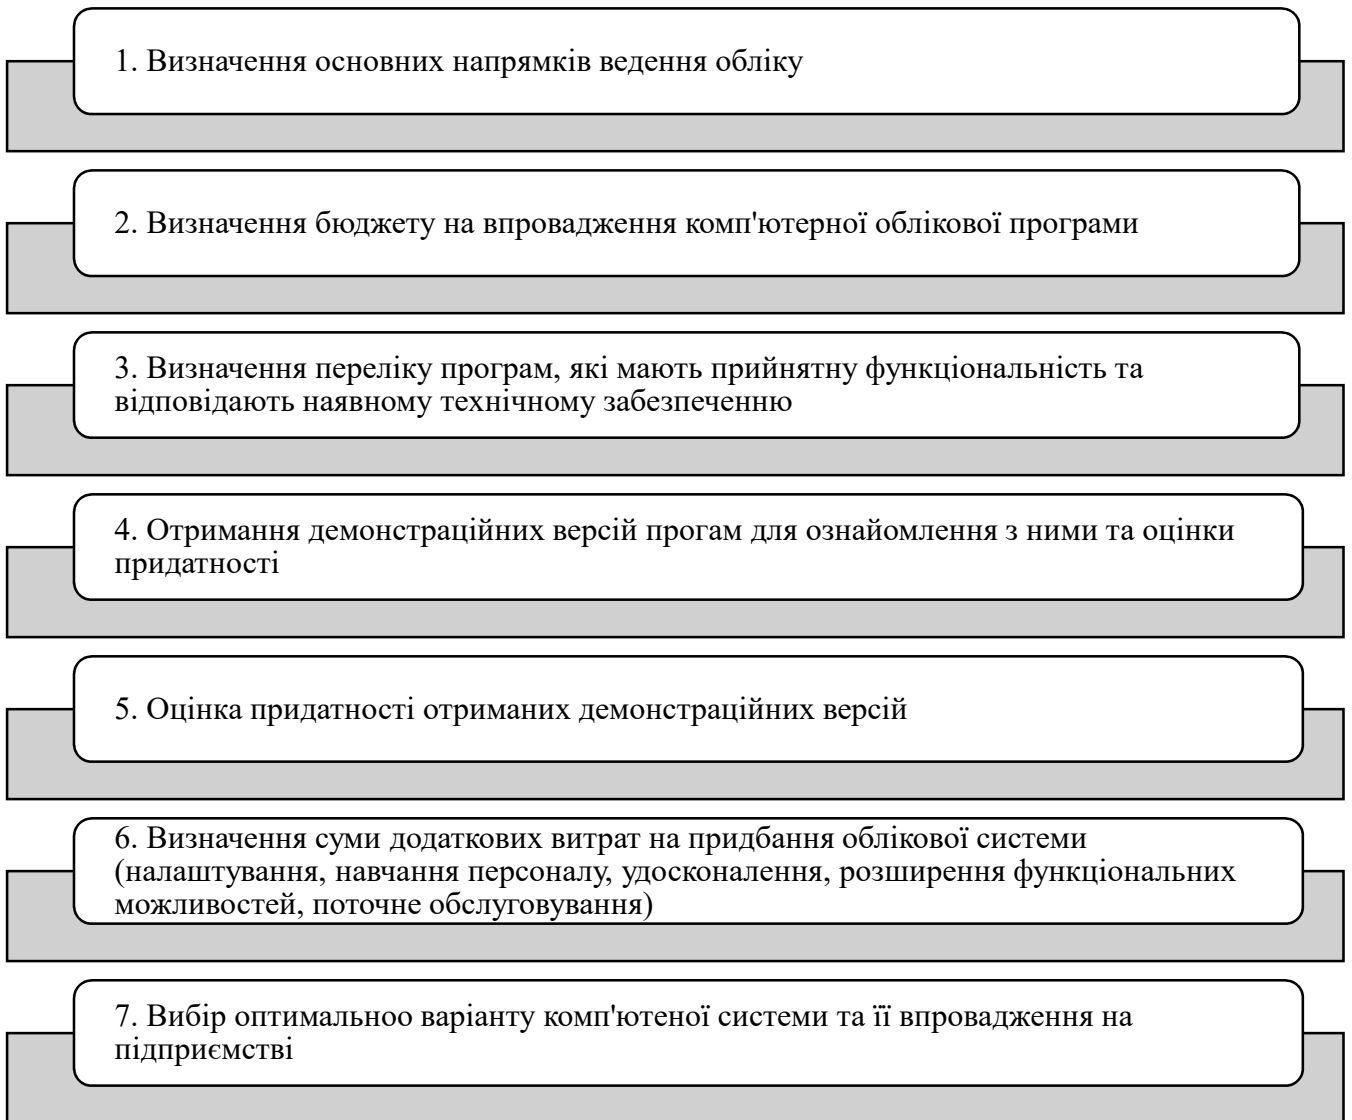 1. Визначення основних напрямків ведення обліку
2. Визначення бюджету на впровадження комп'ютерної облікової програми
3. Визначення переліку програм, які мають прийнятну функціональність та
відповідають наявному технічному забезпеченню
4. Отримання демонстраційних версій прогам для ознайомлення з ними та оцінки
придатності
5. Оцінка придатності отриманих демонстраційних версій
6. Визначення суми додаткових витрат на придбання облікової системи
(налаштування, навчання персоналу, удосконалення, розширення функціональних
можливостей, поточне обслуговування)
7. Вибір оптимальноо варіанту комп'ютеної системи та її впровадження на
підприємстві